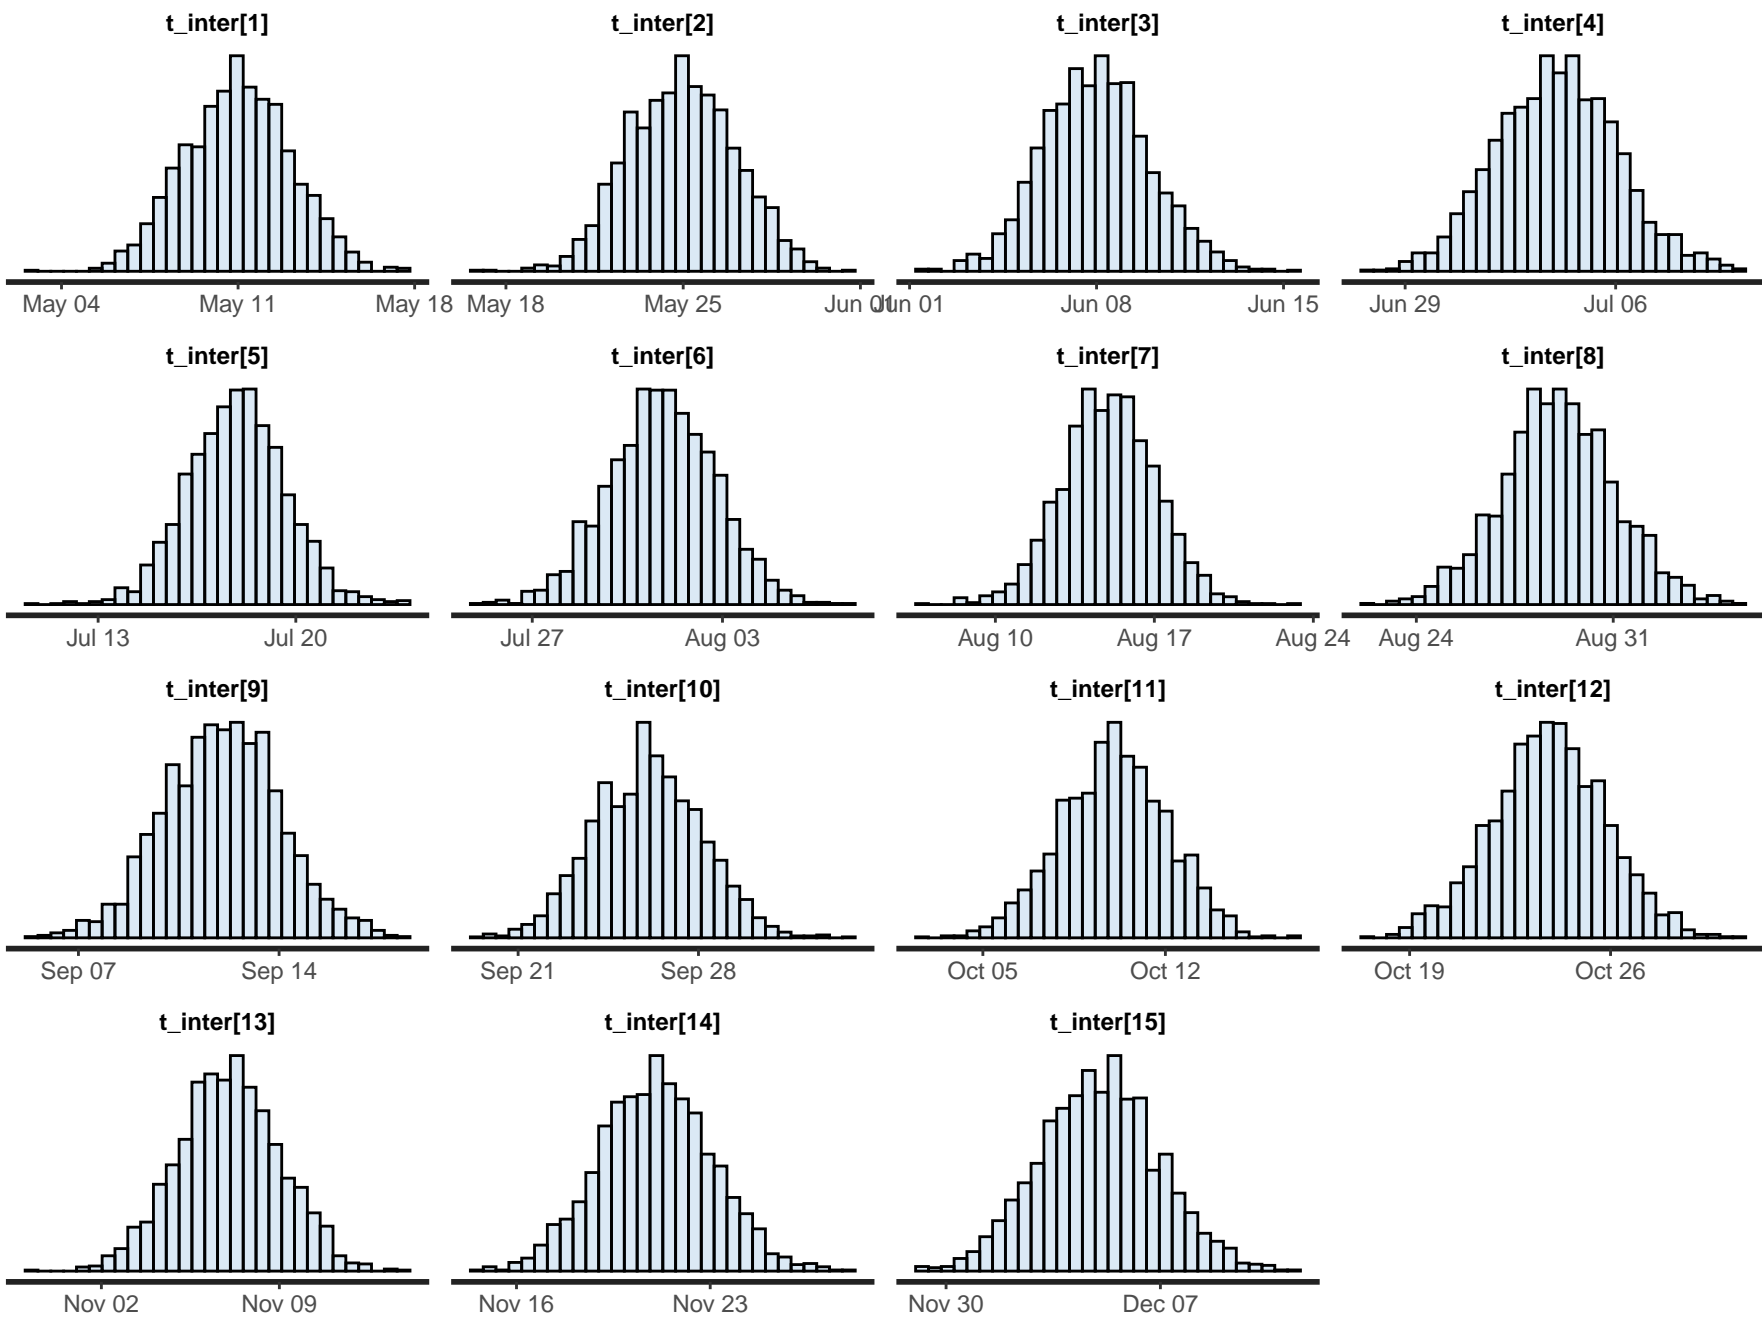 t_inter[1] t_inter[2] t_inter[3] t_inter[4]
May 04 May 11 May 18 May 18 May 25 Jun 01 Jun 01 Jun 08 Jun 15 Jun 29 Jul 06
t_inter[5] t_inter[6] t_inter[7] t_inter[8]
Jul 13 Jul 20 Jul 27 Aug 03 Aug 10 Aug 17 Aug 24 Aug 24 Aug 31
t_inter[9] t_inter[10] t_inter[11] t_inter[12]
Sep 07 Sep 14 Sep 21 Sep 28 Oct 05 Oct 12 Oct 19 Oct 26
t_inter[13] t_inter[14] t_inter[15]
Nov 02 Nov 09 Nov 16 Nov 23 Nov 30 Dec 07